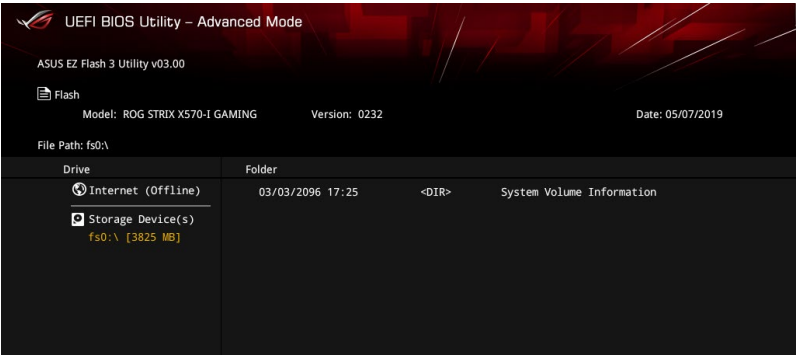 UEFI BIOS Utility – Advanced Mode
ASUS EZ Flash 3 Utility v03.00
Flash
Model: ROG STRIX X570-I GAMING Version: 0232 Date: 05/07/2019
File Path: fs0:\
Drive Folder
Internet (Offline) 03/03/2096 17:25 <DIR> System Volume Information
Storage Device(s)
fs0:\ [3825 MB]